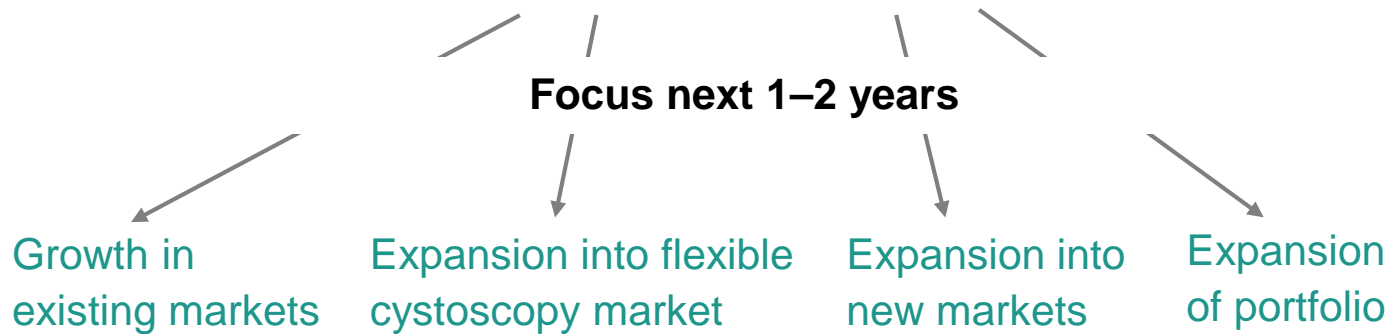 Focus next 1–2 years
Growth in
existing markets
Expansion into flexible
cystoscopy market
Expansion into
new markets
Expansion
of portfolio